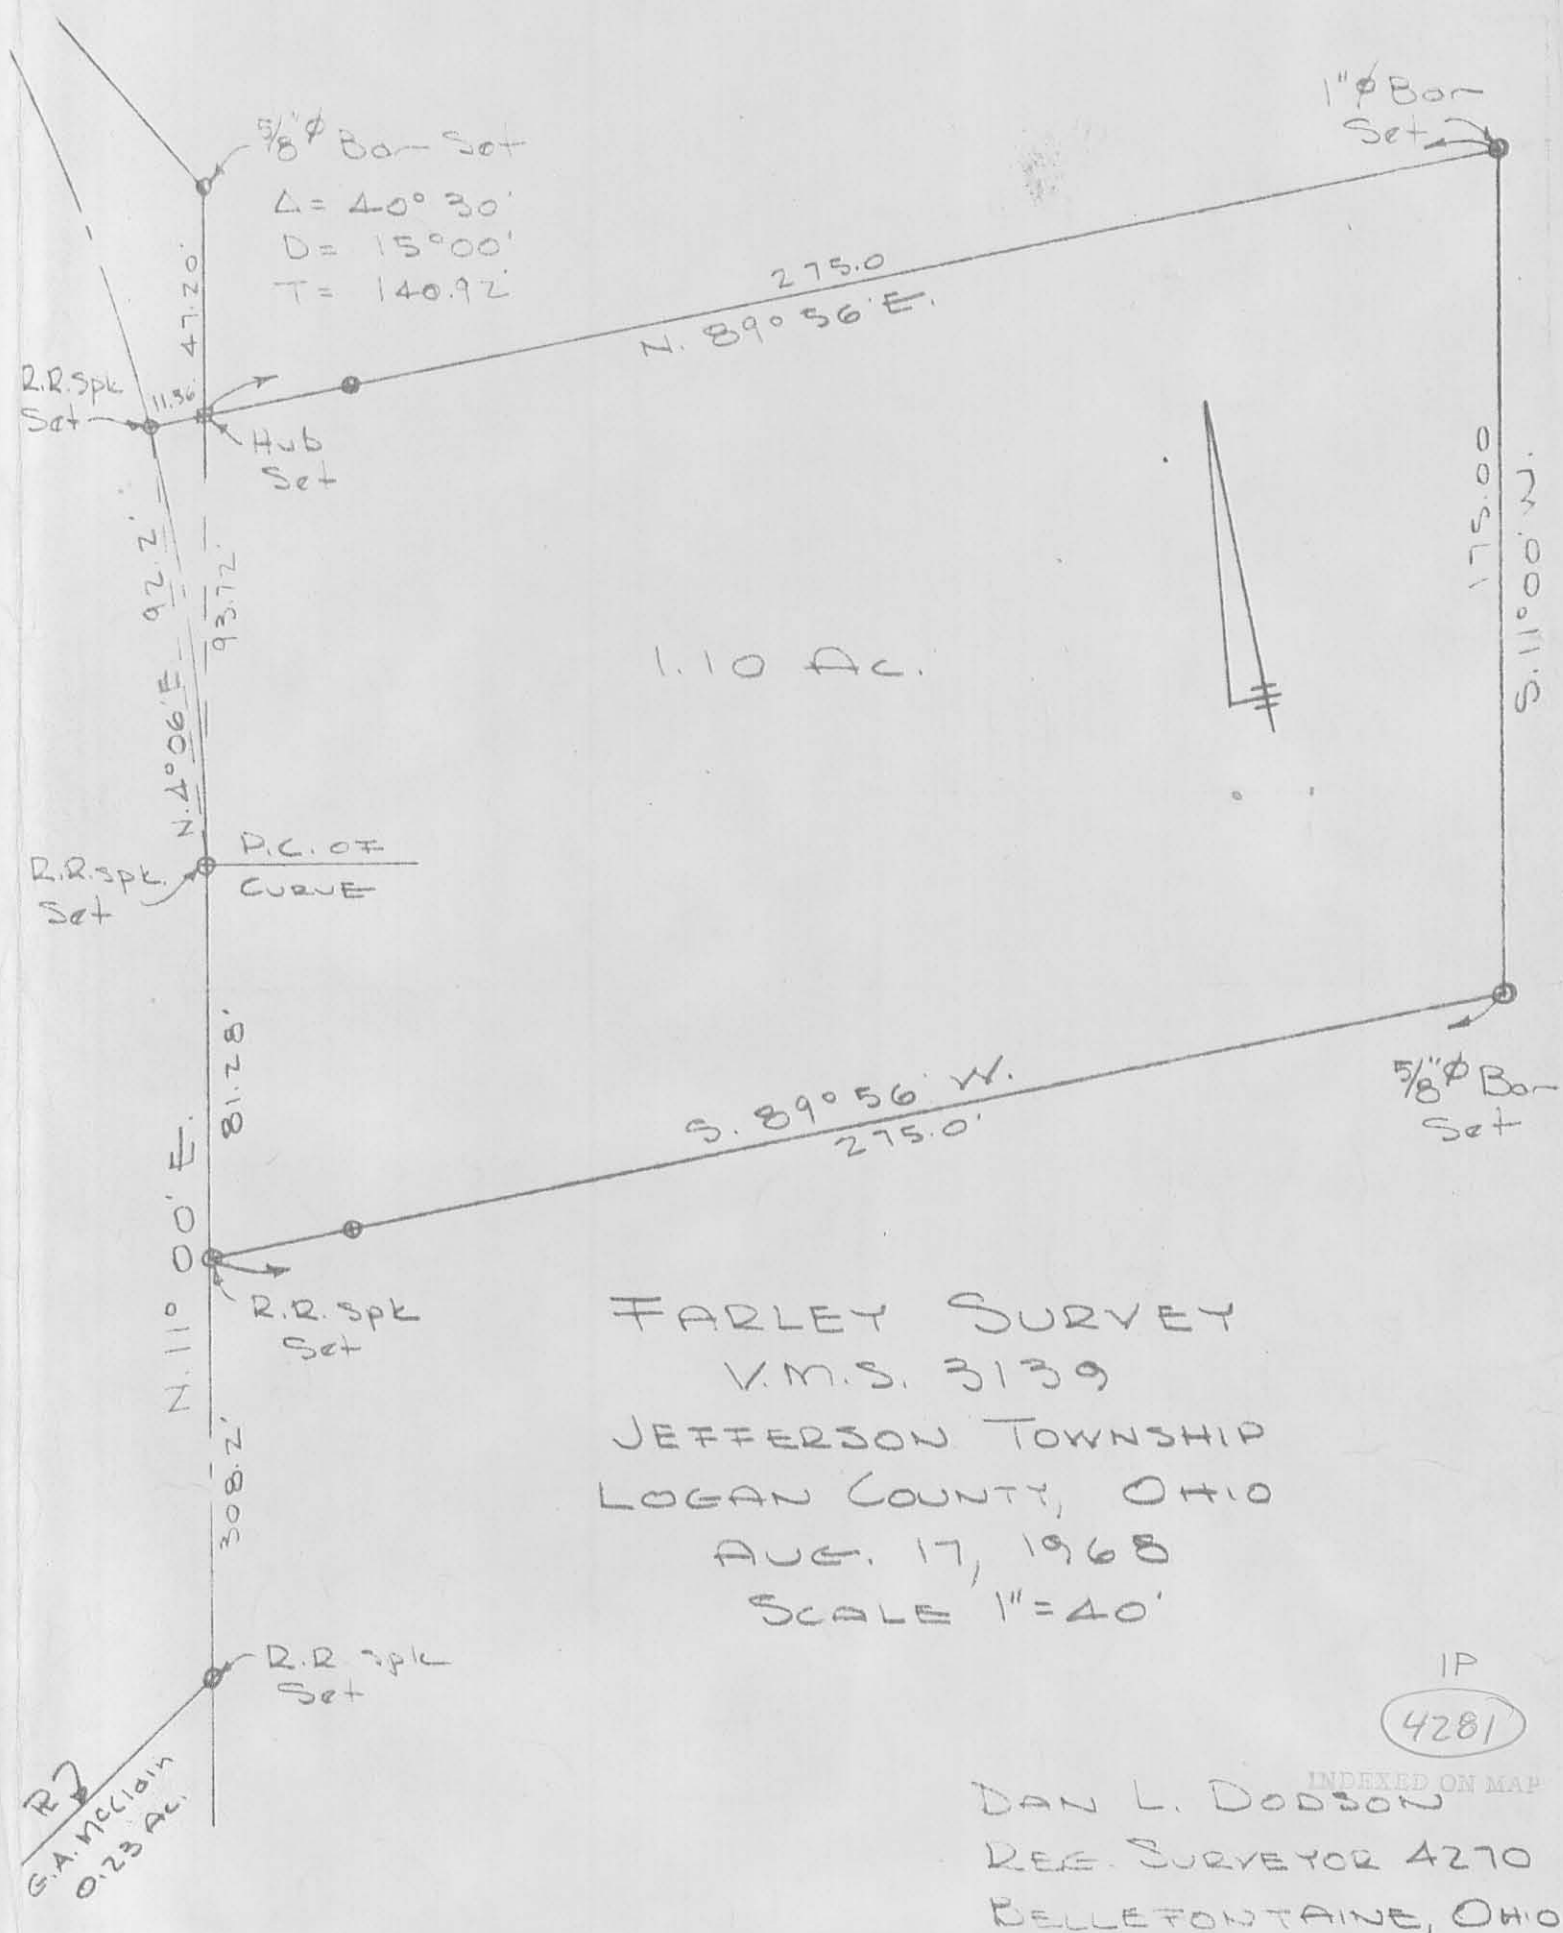 5/8"⌀ Bar Set
Δ = 40° 30'
D = 15°00'
T = 140.92'
1"⌀ Bar
Set
47.20'
275.0
N. 89° 56' E.
R.R. Spk
Set
11.36'
Hub
Set
N. 4° 06' E 92.2'
93.72'
175.00
S. 11° 00' W.
1.10 Ac.
R.R. Spk.
Set
P.C. OF
CURVE
81.28'
N. 11° 00' E.
S. 89° 56' W.
275.0'
5/8"⌀ Bar
Set
R.R. Spk
Set
308.2'
FARLEY SURVEY
V.M.S. 3139
JEFFERSON TOWNSHIP
LOGAN COUNTY, OHIO
AUG. 17, 1968
SCALE 1"=40'
R.R. Spk
Set
G.A. McClain
0.23 Ac.
IP
4281
INDEXED ON MAP
DAN L. DODSON
REG. SURVEYOR 4270
BELLEFONTAINE, OHIO